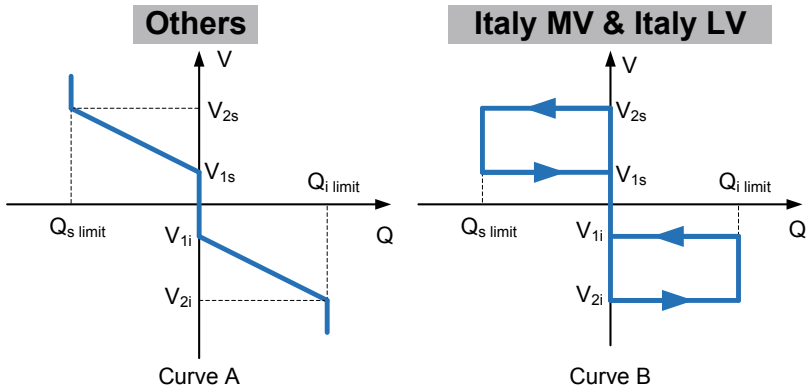 Others
V
V2s
V1s
Qi limit
Qs limit
V1i
Q
V2i
Curve A
Italy MV & Italy LV
V
V2s
V1s
Qi limit
Qs limit
V1i
Q
V2i
Curve B